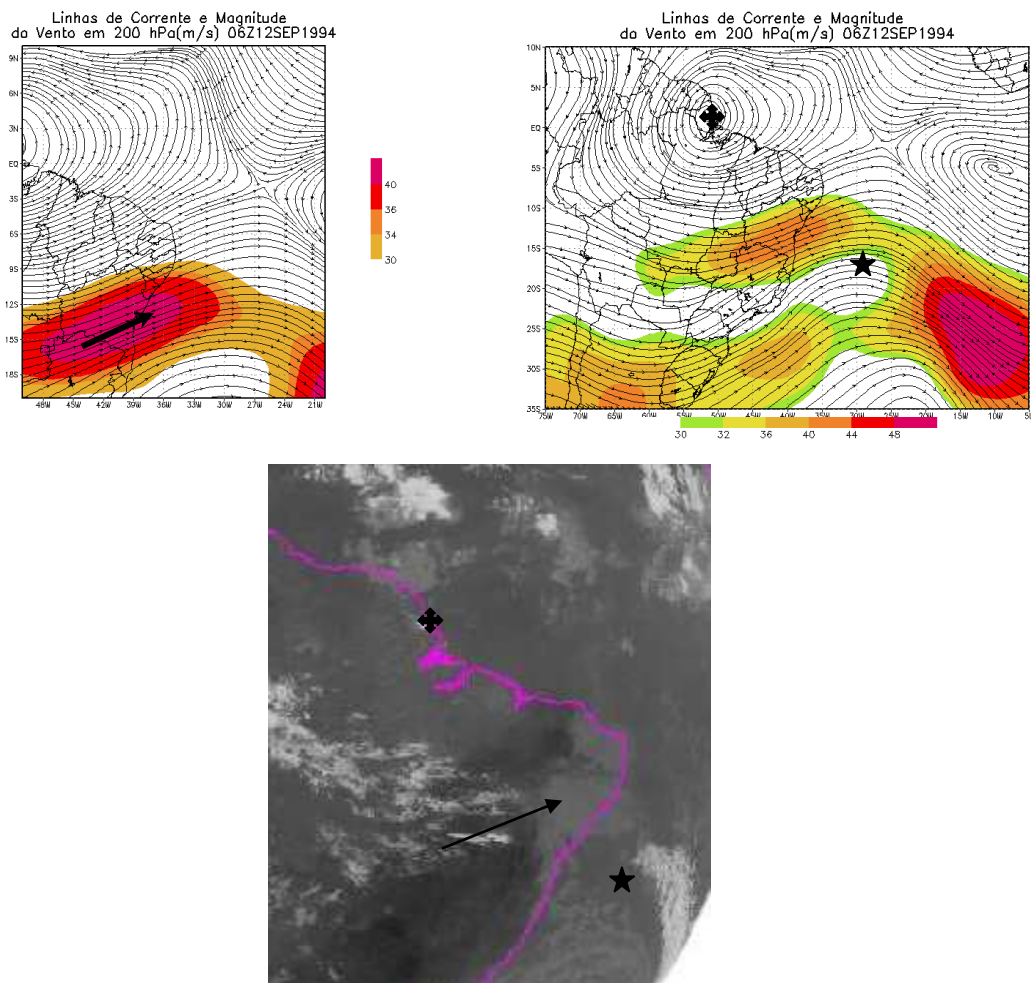 Linhas de Corrente e Magnitude
da Vento em 200 hPa(m/s) 06Z12SEP1994
9N
6N
3N
EQ
3S
6S
9S
12S
15S
18S
48W 45W 42W 39W 36W 33W 30W 27W 24W 21W
40
36
34
30
Linhas de Corrente e Magnitude
da Vento em 200 hPa(m/s) 06Z12SEP1994
10N
5N
EQ
5S
10S
15S
20S
25S
30S
35S
75W 70W 65W 60W 55W 50W 45W 40W 35W 30W 25W 20W 15W 10W 5W
30 32 36 40 44 48